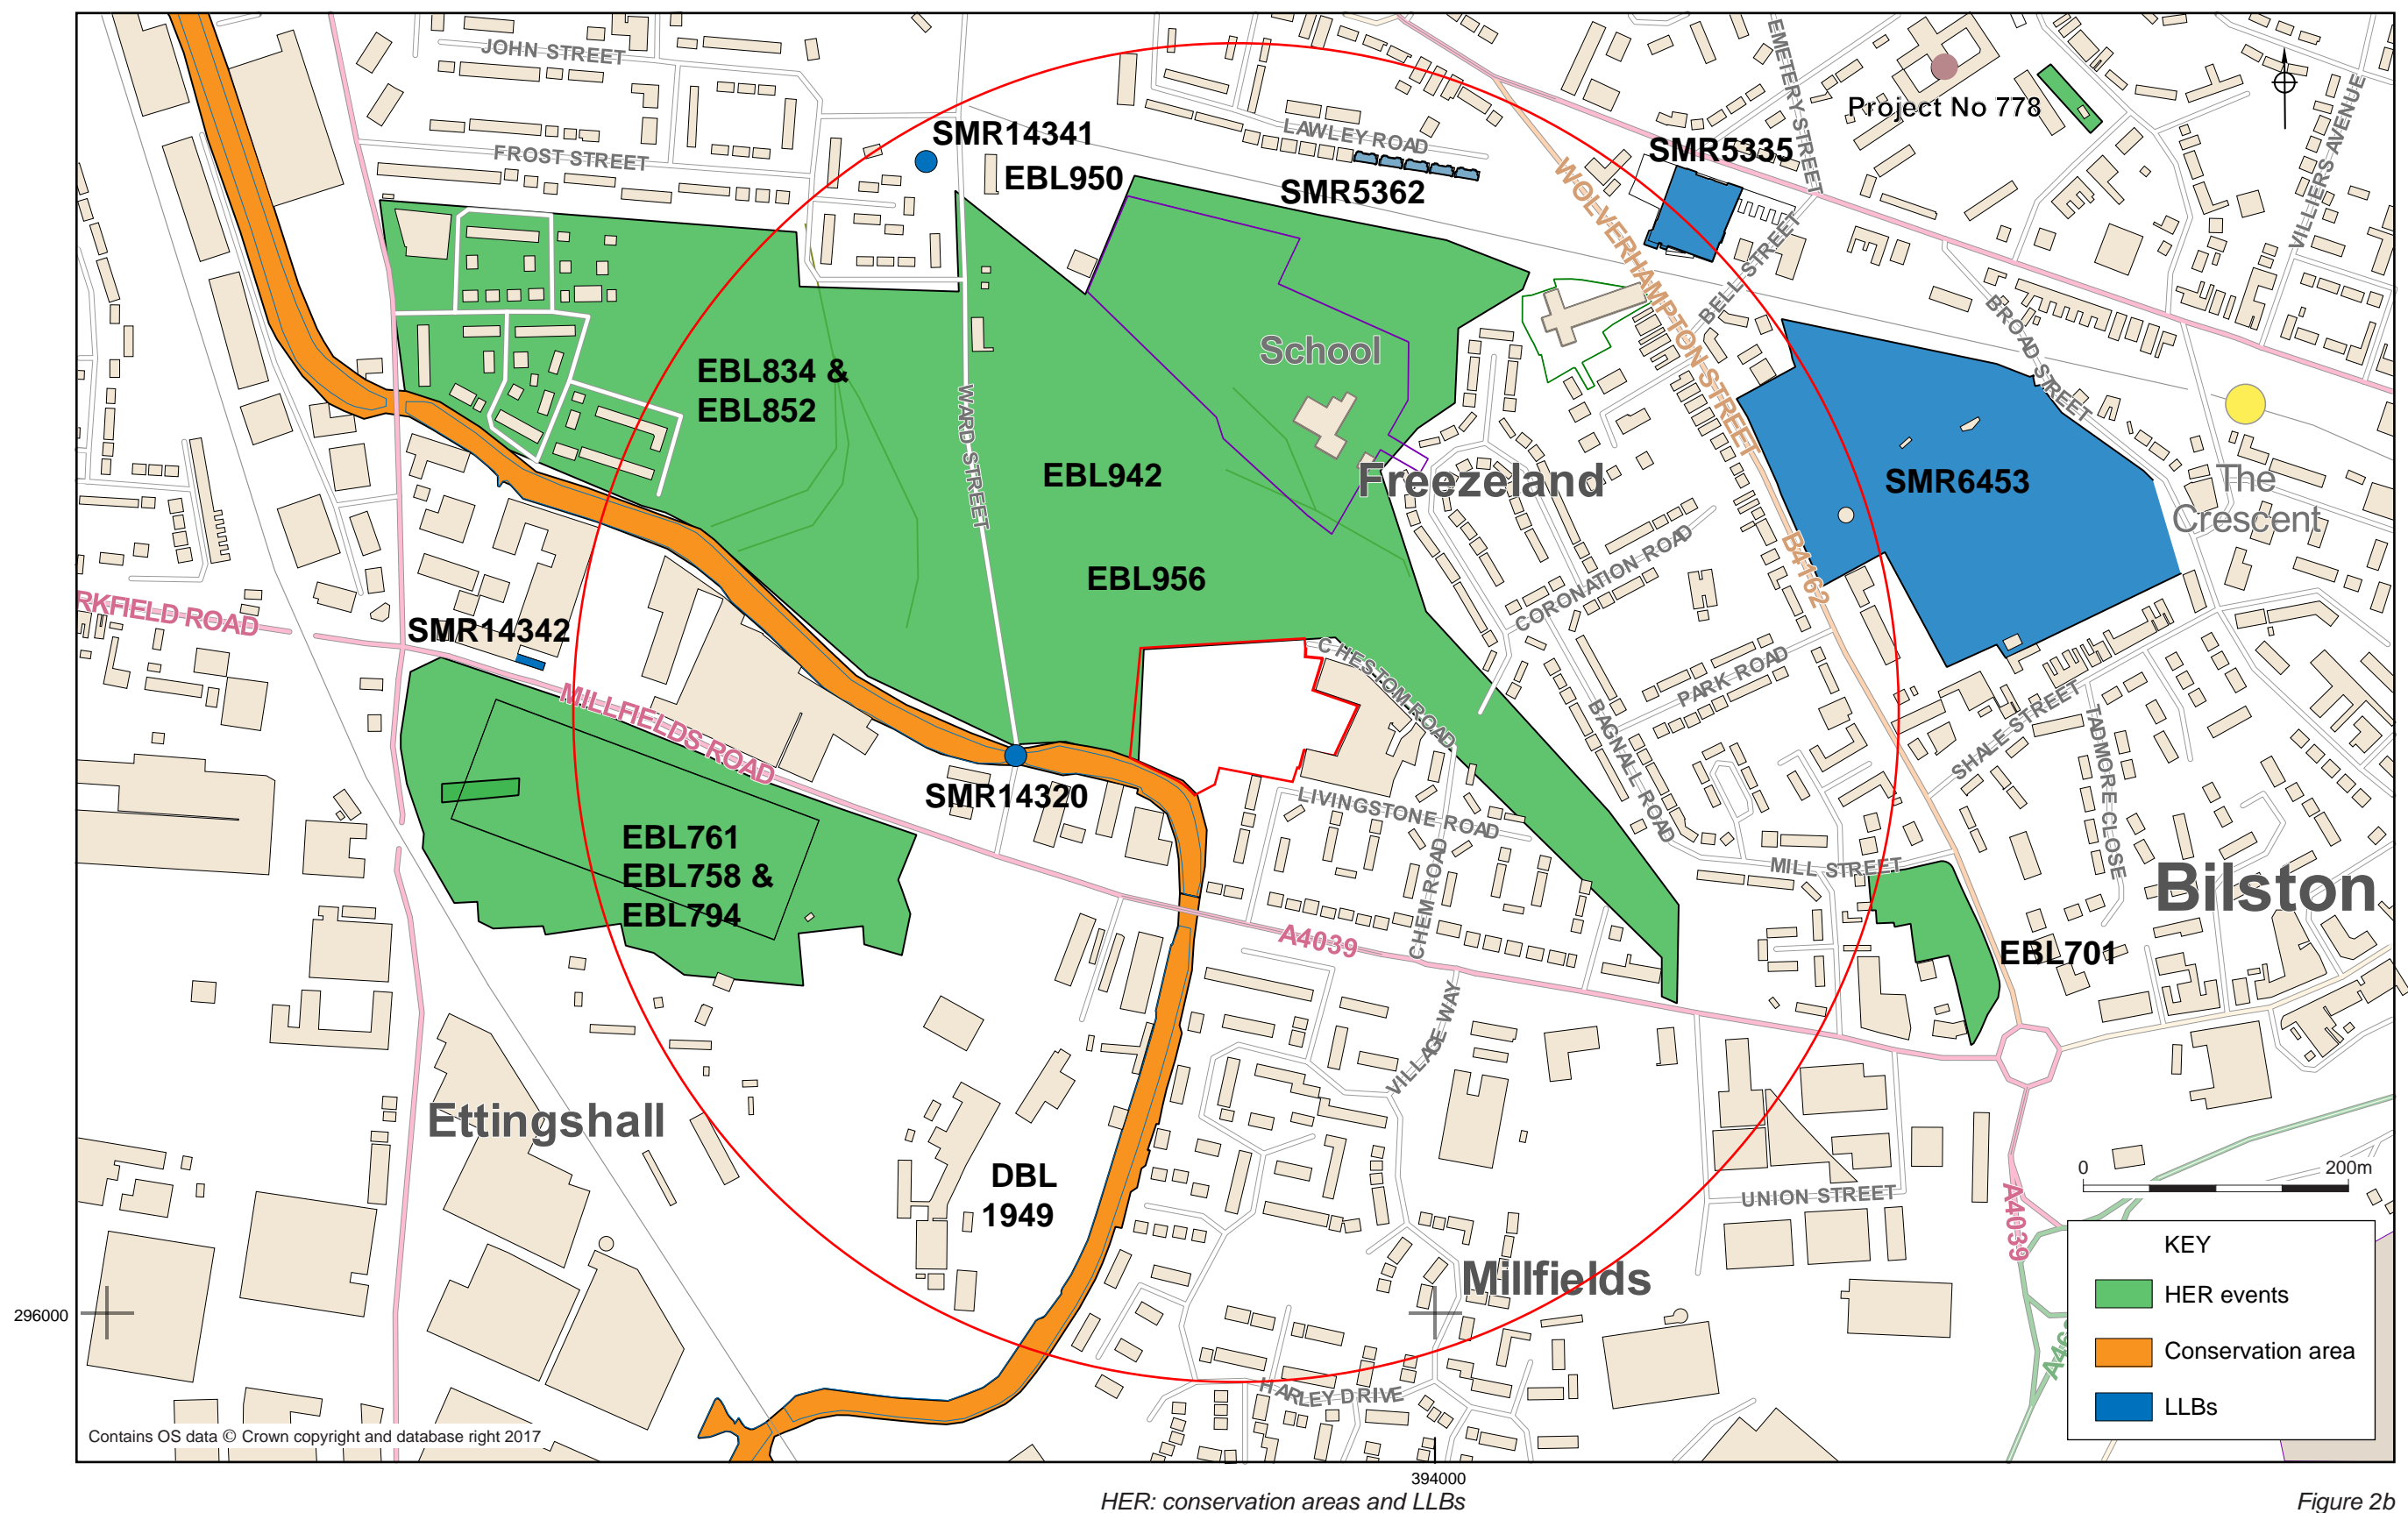 JOHN STREET
FROST STREET
SMR14341
EBL950
LAWLEY ROAD
SMR5362
SMR5335
EMETERY STREET
Project No 778
VILLIERS AVENUE
WOLVERHAMPTON STREET
BELL STREET
BROAD STREET
School
EBL834 &
EBL852
WARD STREET
EBL942
Freezeland
SMR6453
The
Crescent
EBL956
CORONATION ROAD
B4162
RKFIELD ROAD
SMR14342
MILLFIELDS ROAD
CHESTOM ROAD
PARK ROAD
BAGNALL ROAD
SHALE STREET
TADMORE CLOSE
SMR14320
LIVINGSTONE ROAD
EBL761
EBL758 &
EBL794
CHEM ROAD
MILL STREET
Bilston
A4039
EBL701
VILLAGE WAY
Ettingshall
DBL
1949
UNION STREET
A4039
0
200m
Millfields
HARLEY DRIVE
KEY
HER events
Conservation area
LLBs
296000
Contains OS data © Crown copyright and database right 2017
394000
HER: conservation areas and LLBs
Figure 2b